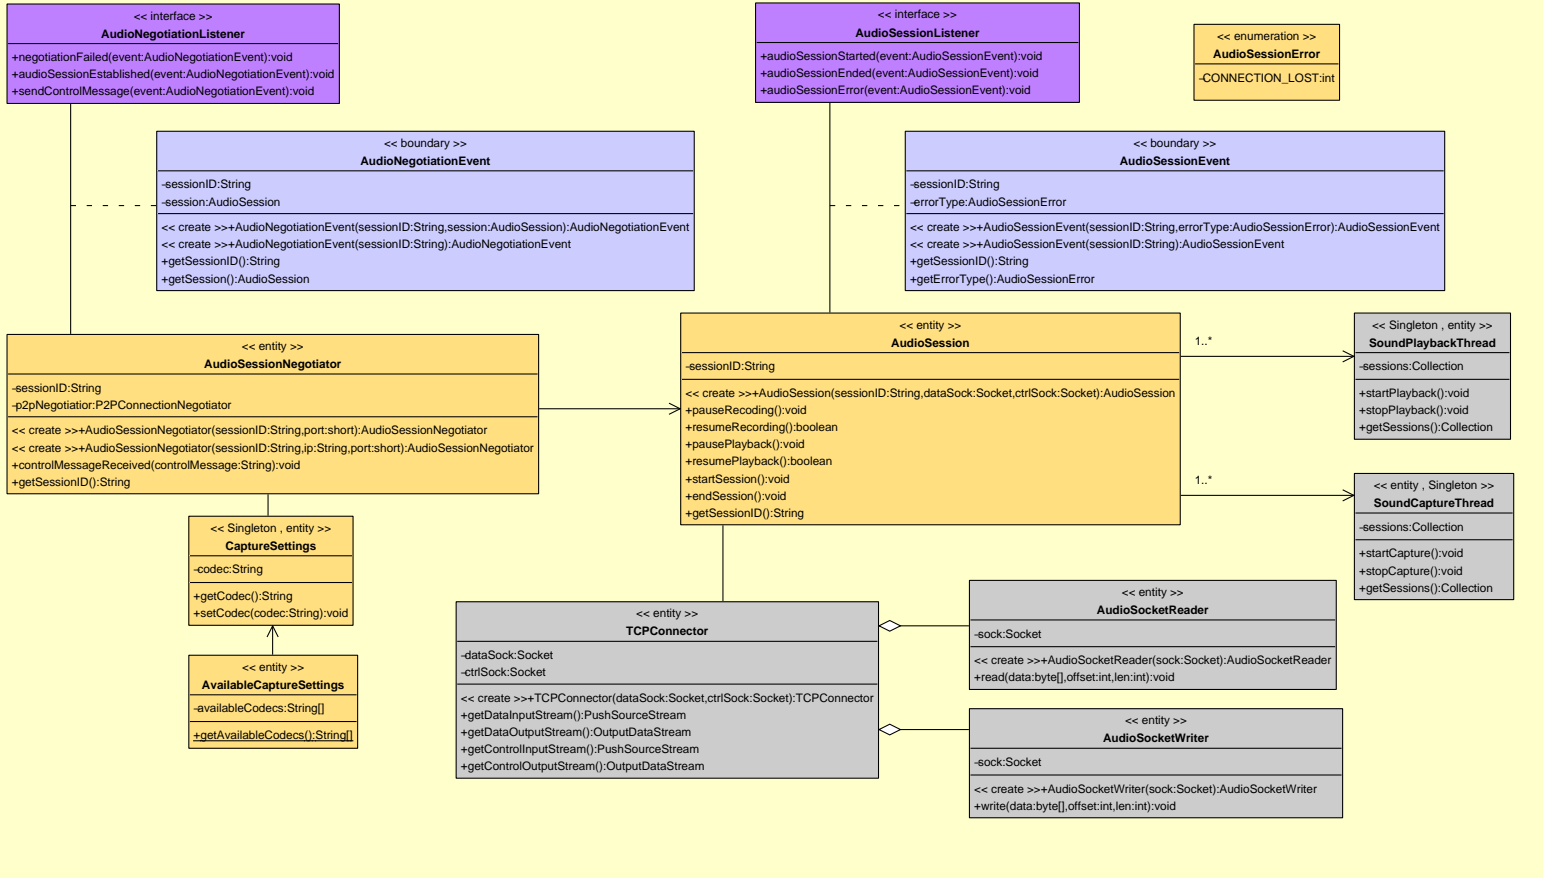 << interface >>
AudioNegotiationListener
+negotiationFailed(event:AudioNegotiationEvent):void
+audioSessionEstablished(event:AudioNegotiationEvent):void
+sendControlMessage(event:AudioNegotiationEvent):void
<< interface >>
AudioSessionListener
+audioSessionStarted(event:AudioSessionEvent):void
+audioSessionEnded(event:AudioSessionEvent):void
+audioSessionError(event:AudioSessionEvent):void
<< enumeration >>
AudioSessionError
-CONNECTION_LOST:int
<< boundary >>
AudioNegotiationEvent
-sessionID:String
-session:AudioSession
<< create >>+AudioNegotiationEvent(sessionID:String,session:AudioSession):AudioNegotiationEvent
<< create >>+AudioNegotiationEvent(sessionID:String):AudioNegotiationEvent
+getSessionID():String
+getSession():AudioSession
<< boundary >>
AudioSessionEvent
-sessionID:String
-errorType:AudioSessionError
<< create >>+AudioSessionEvent(sessionID:String,errorType:AudioSessionError):AudioSessionEvent
<< create >>+AudioSessionEvent(sessionID:String):AudioSessionEvent
+getSessionID():String
+getErrorType():AudioSessionError
<< entity >>
AudioSessionNegotiator
-sessionID:String
-p2pNegotiatior:P2PConnectionNegotiator
<< create >>+AudioSessionNegotiator(sessionID:String,port:short):AudioSessionNegotiator
<< create >>+AudioSessionNegotiator(sessionID:String,ip:String,port:short):AudioSessionNegotiator
+controlMessageReceived(controlMessage:String):void
+getSessionID():String
<< entity >>
AudioSession
-sessionID:String
<< create >>+AudioSession(sessionID:String,dataSock:Socket,ctrlSock:Socket):AudioSession
+pauseRecoding():void
+resumeRecording():boolean
+pausePlayback():void
+resumePlayback():boolean
+startSession():void
+endSession():void
+getSessionID():String
1..*
1..*
<< Singleton , entity >>
SoundPlaybackThread
-sessions:Collection
+startPlayback():void
+stopPlayback():void
+getSessions():Collection
<< entity , Singleton >>
SoundCaptureThread
-sessions:Collection
+startCapture():void
+stopCapture():void
+getSessions():Collection
<< Singleton , entity >>
CaptureSettings
-codec:String
+getCodec():String
+setCodec(codec:String):void
<< entity >>
AvailableCaptureSettings
-availableCodecs:String[]
+getAvailableCodecs():String[]
<< entity >>
TCPConnector
-dataSock:Socket
-ctrlSock:Socket
<< create >>+TCPConnector(dataSock:Socket,ctrlSock:Socket):TCPConnector
+getDataInputStream():PushSourceStream
+getDataOutputStream():OutputDataStream
+getControlInputStream():PushSourceStream
+getControlOutputStream():OutputDataStream
<< entity >>
AudioSocketReader
-sock:Socket
<< create >>+AudioSocketReader(sock:Socket):AudioSocketReader
+read(data:byte[],offset:int,len:int):void
<< entity >>
AudioSocketWriter
-sock:Socket
<< create >>+AudioSocketWriter(sock:Socket):AudioSocketWriter
+write(data:byte[],offset:int,len:int):void